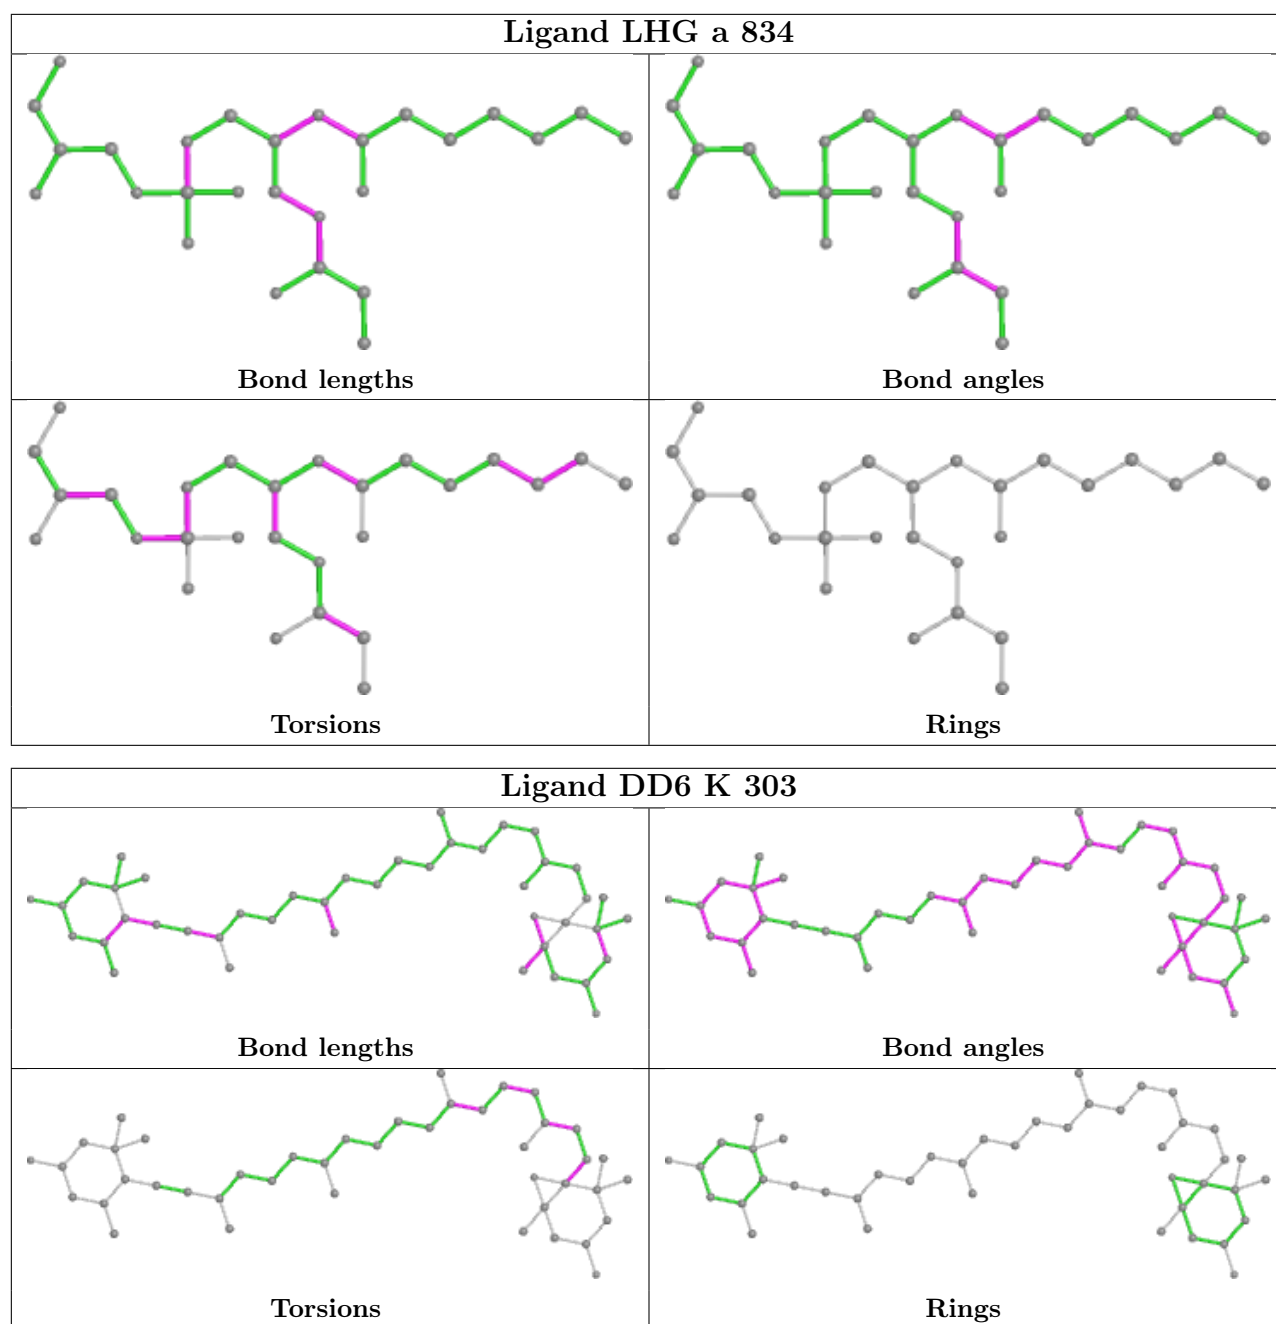 Ligand LHG a 834
Bond lengths
Bond angles
Torsions
Rings
Ligand DD6 K 303
Bond lengths
Bond angles
Torsions
Rings